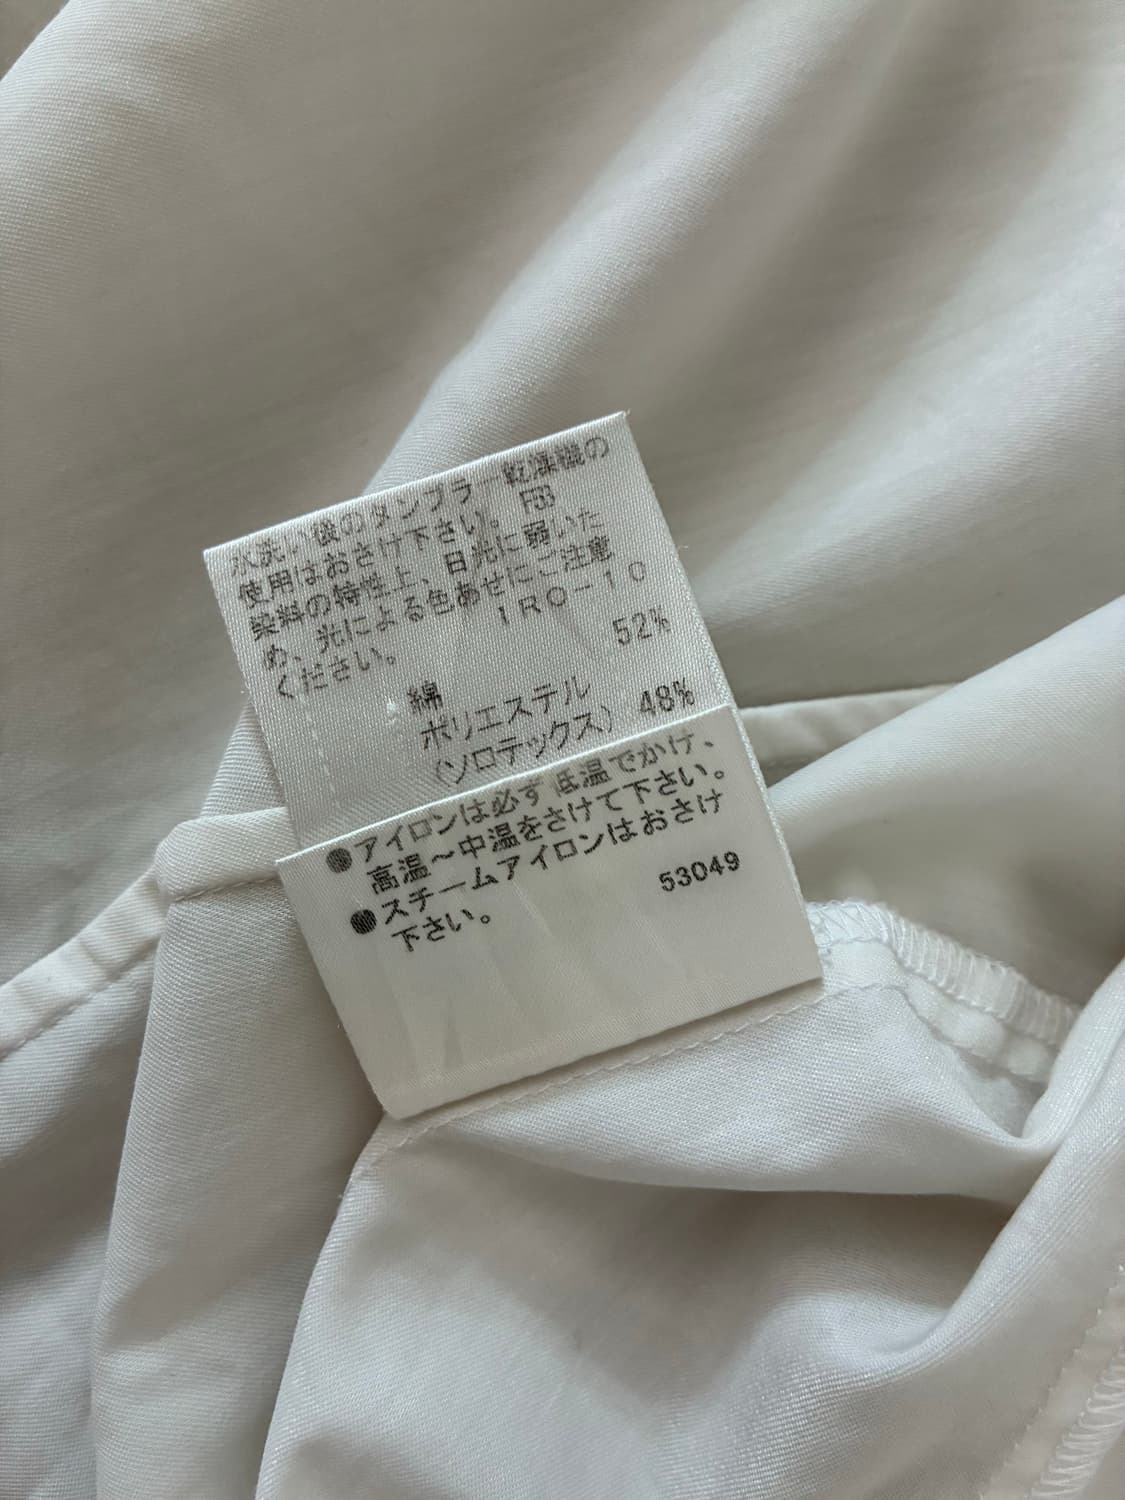 水洗い後のタンブラー乾燥機の
使用はおさけ下さい。 FGB
染料の特性上、日光に弱いた
め、光による色あせにご注意
ください。 IRO-10
綿 52%
ポリエステル
(ソロテックス) 48%
●アイロンは必ず低温でかけ、
高温～中温をさけて下さい。
●スチームアイロンはおさけ
下さい。 53049